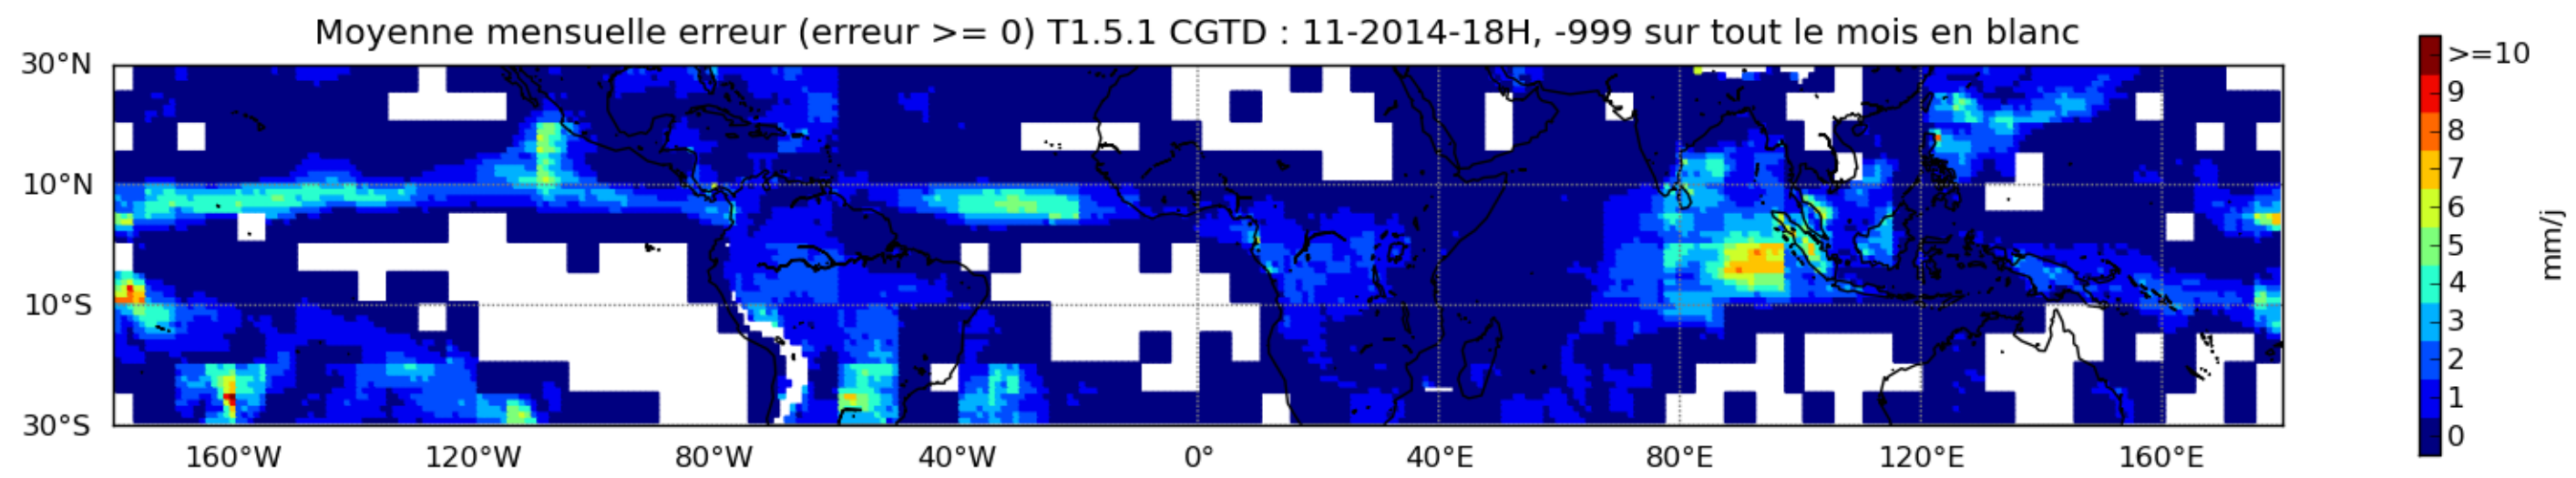 Moyenne mensuelle erreur (erreur >= 0) T1.5.1 CGTD : 11-2014-18H, -999 sur tout le mois en blanc
30°N
10°N
10°S
30°S
160°W 120°W 80°W 40°W 0° 40°E 80°E 120°E 160°E
>=10
9
8
7
6
5
4
3
2
1
0
mm/j